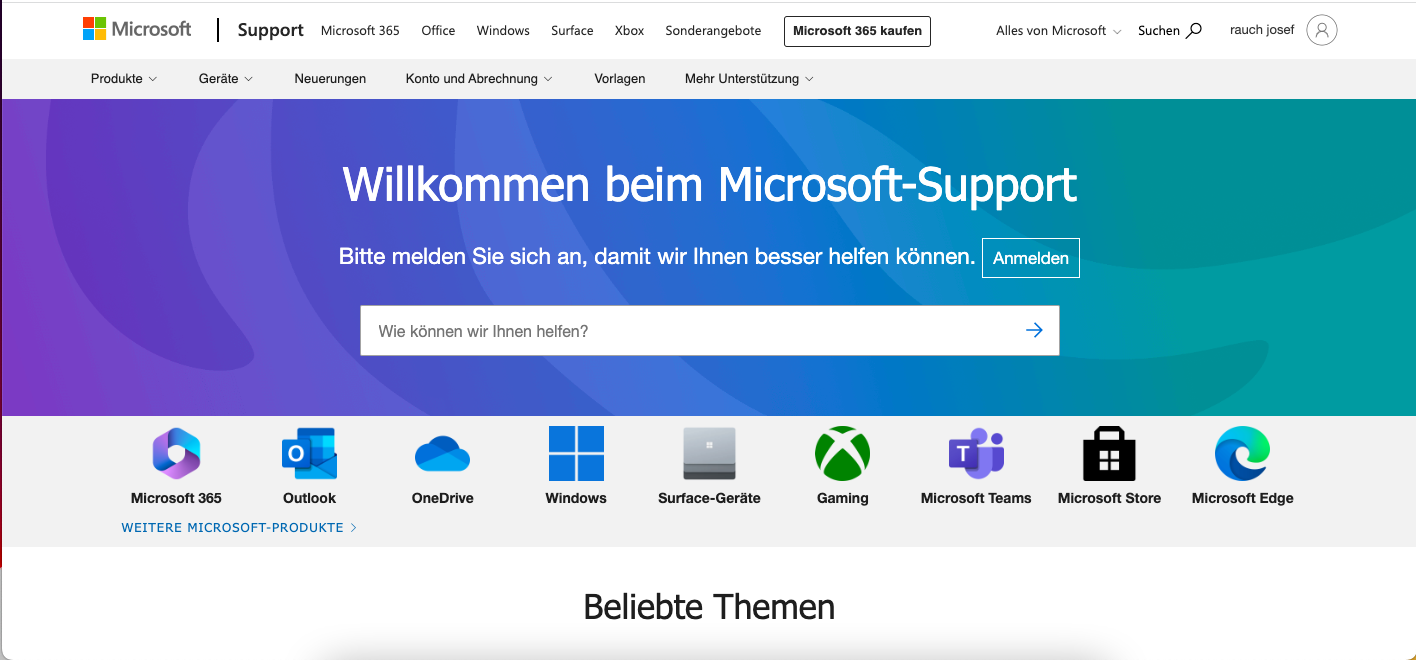 Microsoft Support Microsoft 365 Office Windows Surface Xbox Sonderangebote Microsoft 365 kaufen Alles von Microsoft Suchen rauch josef
Produkte Geräte Neuerungen Konto und Abrechnung Vorlagen Mehr Unterstützung
Willkommen beim Microsoft-Support
Bitte melden Sie sich an, damit wir Ihnen besser helfen können. Anmelden
Wie können wir Ihnen helfen?
Microsoft 365 Outlook OneDrive Windows Surface-Geräte Gaming Microsoft Teams Microsoft Store Microsoft Edge
WEITERE MICROSOFT-PRODUKTE
Beliebte Themen